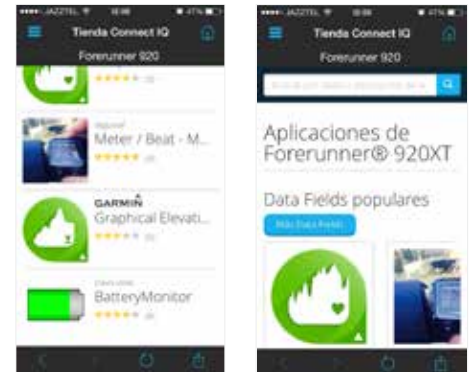 JAZZTEL
Tienda Connect IQ
Forerunner 920
Meter / Beat - M...
GARMIN
Graphical Elevati...
BatteryMonitor
JAZZTEL
Tienda Connect IQ
Forerunner 920
Aplicaciones de
Forerunner® 920XT
Data Fields populares
Más Data Fields